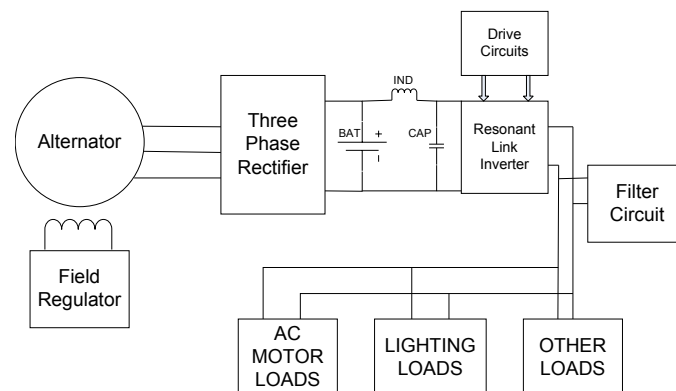 Drive
Circuits
IND
Alternator
Three
Phase
Rectifier
BAT
+
–
CAP
Resonant
Link
Inverter
Filter
Circuit
Field
Regulator
AC
MOTOR
LOADS
LIGHTING
LOADS
OTHER
LOADS